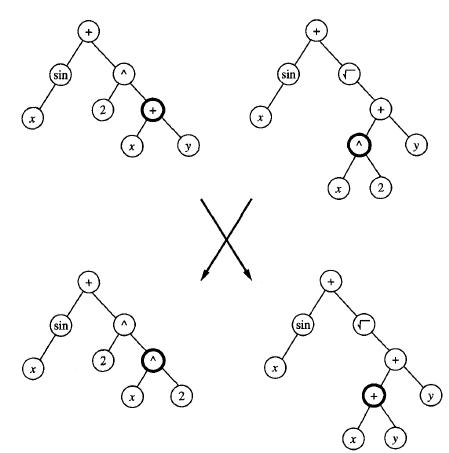 + +
sin ^ sin √
x 2 + x +
x y ^ y
x 2
+ +
sin ^ sin √
x 2 ^ x +
x 2 + y
x y